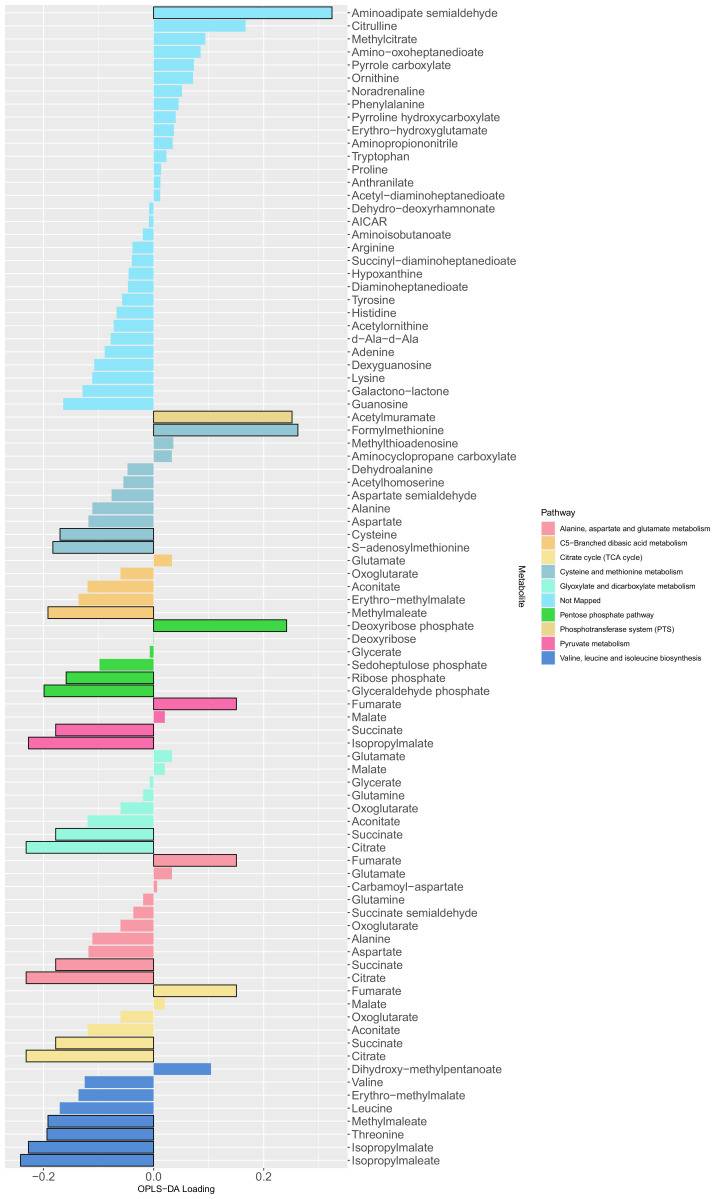 Aminoadipate semialdehyde
Citrulline
Methylcitrate
Amino−oxoheptanedioate
Pyrrole carboxylate
Ornithine
Noradrenaline
Phenylalanine
Pyrroline hydroxycarboxylate
Erythro−hydroxyglutamate
Aminopropiononitrile
Tryptophan
Proline
Anthranilate
Acetyl−diaminoheptanedioate
Dehydro−deoxyrhamnonate
AICAR
Aminoisobutanoate
Arginine
Succinyl−diaminoheptanedioate
Hypoxanthine
Diaminoheptanedioate
Tyrosine
Histidine
Acetylornithine
d−Ala−d−Ala
Adenine
Dexyguanosine
Lysine
Galactono−lactone
Guanosine
Acetylmuramate
Formylmethionine
Methylthioadenosine
Aminocyclopropane carboxylate
Dehydroalanine
Acetylhomoserine
Aspartate semialdehyde
Alanine
Aspartate
Cysteine
S−adenosylmethionine
Glutamate
Oxoglutarate
Aconitate
Erythro−methylmalate
Methylmaleate
Deoxyribose phosphate
Deoxyribose
Glycerate
Sedoheptulose phosphate
Ribose phosphate
Glyceraldehyde phosphate
Fumarate
Malate
Succinate
Isopropylmalate
Glutamate
Malate
Glycerate
Glutamine
Oxoglutarate
Aconitate
Succinate
Citrate
Fumarate
Glutamate
Carbamoyl−aspartate
Glutamine
Succinate semialdehyde
Oxoglutarate
Alanine
Aspartate
Succinate
Citrate
Fumarate
Malate
Oxoglutarate
Aconitate
Succinate
Citrate
Dihydroxy−methylpentanoate
Valine
Erythro−methylmalate
Leucine
Methylmaleate
Threonine
Isopropylmalate
Isopropylmaleate
−0.2 0.0 0.2
OPLS−DA Loading
Metabolite
Pathway
Alanine, aspartate and glutamate metabolism
C5−Branched dibasic acid metabolism
Citrate cycle (TCA cycle)
Cysteine and methionine metabolism
Glyoxylate and dicarboxylate metabolism
Not Mapped
Pentose phosphate pathway
Phosphotransferase system (PTS)
Pyruvate metabolism
Valine, leucine and isoleucine biosynthesis